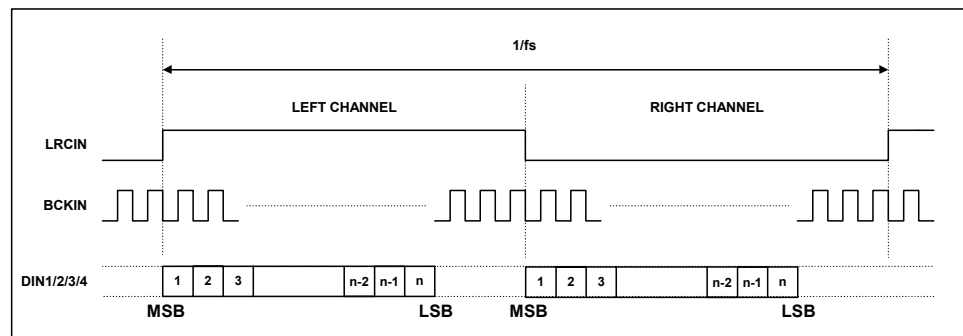 1/fs
LEFT CHANNEL RIGHT CHANNEL
LRCIN
BCKIN
DIN1/2/3/4 1 2 3 n-2 n-1 n 1 2 3 n-2 n-1 n
MSB LSB MSB LSB